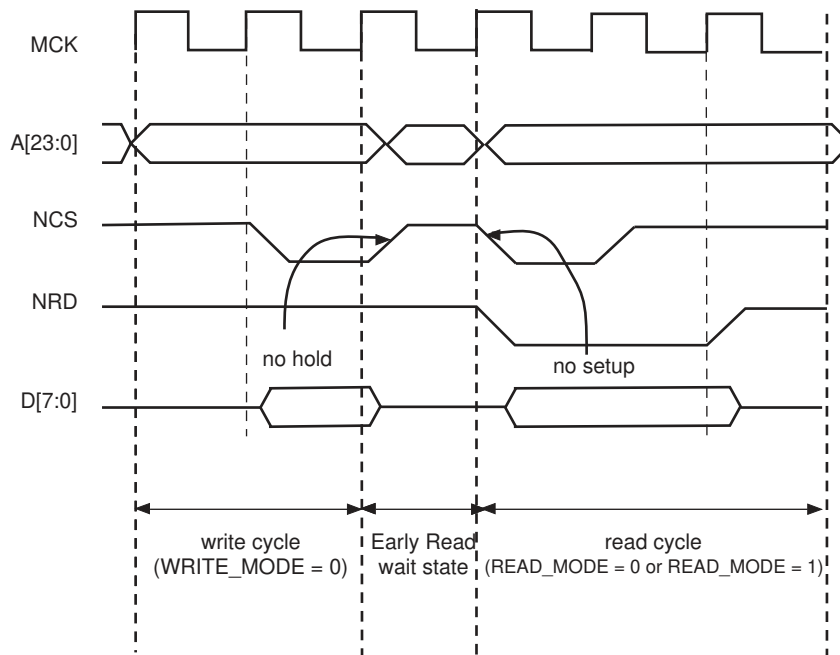 MCK
A[23:0]
NCS
NRD
no hold
no setup
D[7:0]
write cycle
(WRITE_MODE = 0)
Early Read
wait state
read cycle
(READ_MODE = 0 or READ_MODE = 1)